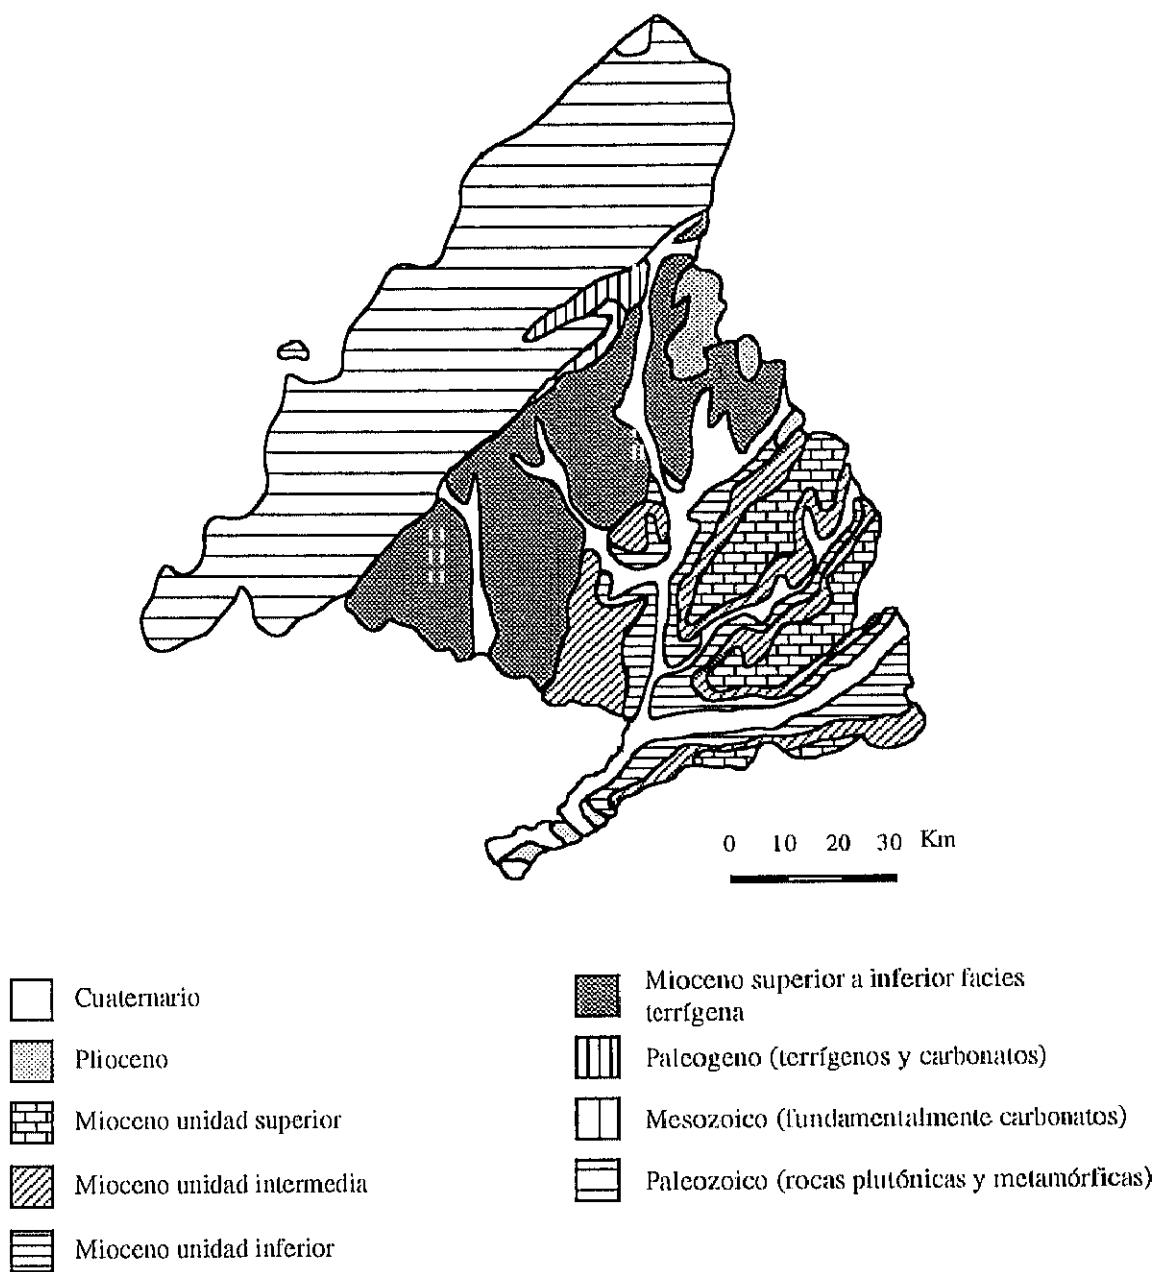 0 10 20 30 Km
Cuaternario
Plioceno
Mioceno unidad superior
Mioceno unidad intermedia
Mioceno unidad inferior
Mioceno superior a inferior facies
terrígena
Paleogeno (terrígenos y carbonatos)
Mesozoico (fundamentalmente carbonatos)
Paleozoico (rocas plutónicas y metamórficas)